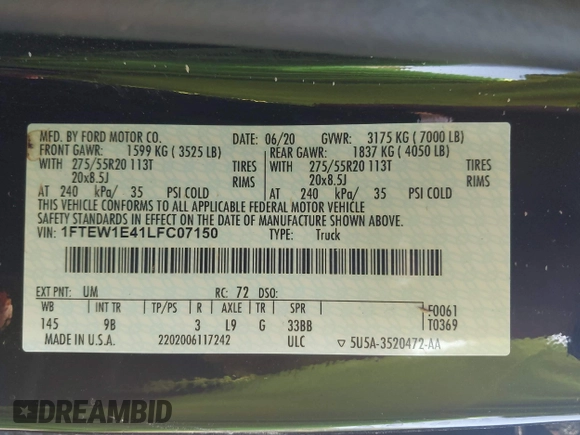 MFD. BY FORD MOTOR CO. DATE: 06/20 GVWR: 3175 KG ( 7000 LB)
FRONT GAWR: 1599 KG ( 3525 LB) REAR GAWR: 1837 KG ( 4050 LB)
WITH 275/55R20 113T TIRES WITH 275/55R20 113T TIRES
20x8.5J RIMS 20x8.5J RIMS
AT 240 kPa/ 35 PSI COLD AT 240 kPa/ 35 PSI COLD
THIS VEHICLE CONFORMS TO ALL APPLICABLE FEDERAL MOTOR VEHICLE
SAFETY STANDARDS IN EFFECT ON THE DATE OF MANUFACTURE SHOWN ABOVE.
VIN: 1FTEW1E41LFC07150 TYPE: Truck
EXT PNT: UM RC: 72 DSO:
WB INT TR TP/PS R AXLE TR SPR F0061
145 9B 3 L9 G 33BB T0369
MADE IN U.S.A. 2202006117242 ULC ▽ 5U5A-3520472-AA
DREAMBID